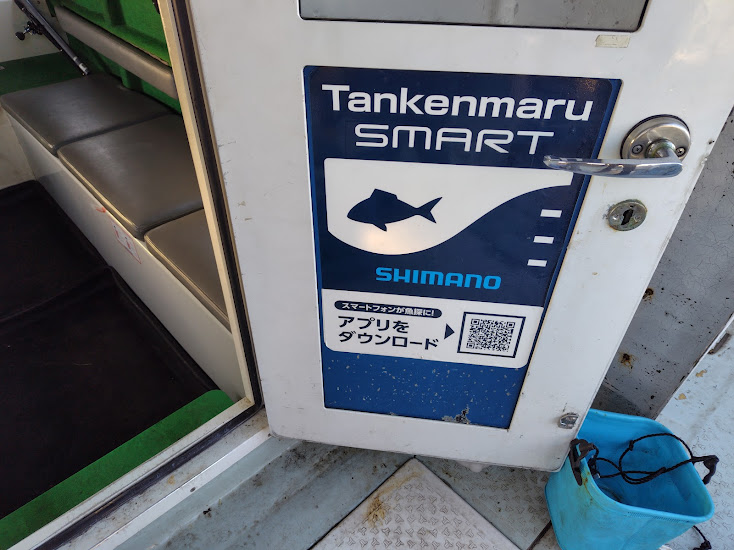 Tankenmaru
SMART
SHIMANO
スマートフォンが魚探に!
アプリを
ダウンロード